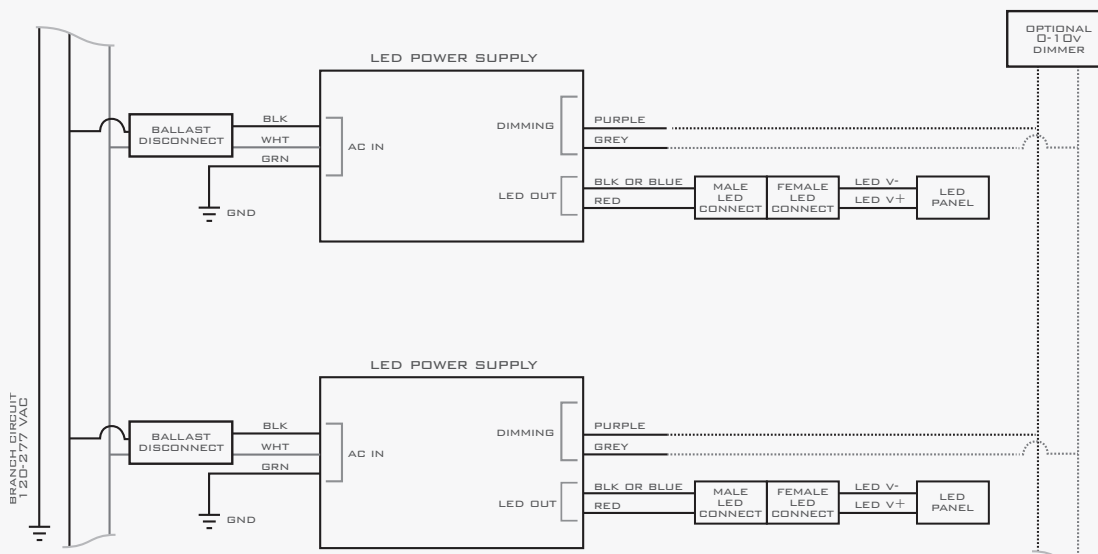 OPTIONAL
0-10V
DIMMER
LED POWER SUPPLY
BALLAST
DISCONNECT
BLK
WHT
GRN
GND
AC IN
DIMMING
LED OUT
PURPLE
GREY
BLK OR BLUE
RED
MALE
LED
CONNECT
FEMALE
LED
CONNECT
LED V-
LED V+
LED
PANEL
LED POWER SUPPLY
BRANCH CIRCUIT
120-277 VAC
BALLAST
DISCONNECT
BLK
WHT
GRN
GND
AC IN
DIMMING
LED OUT
PURPLE
GREY
BLK OR BLUE
RED
MALE
LED
CONNECT
FEMALE
LED
CONNECT
LED V-
LED V+
LED
PANEL